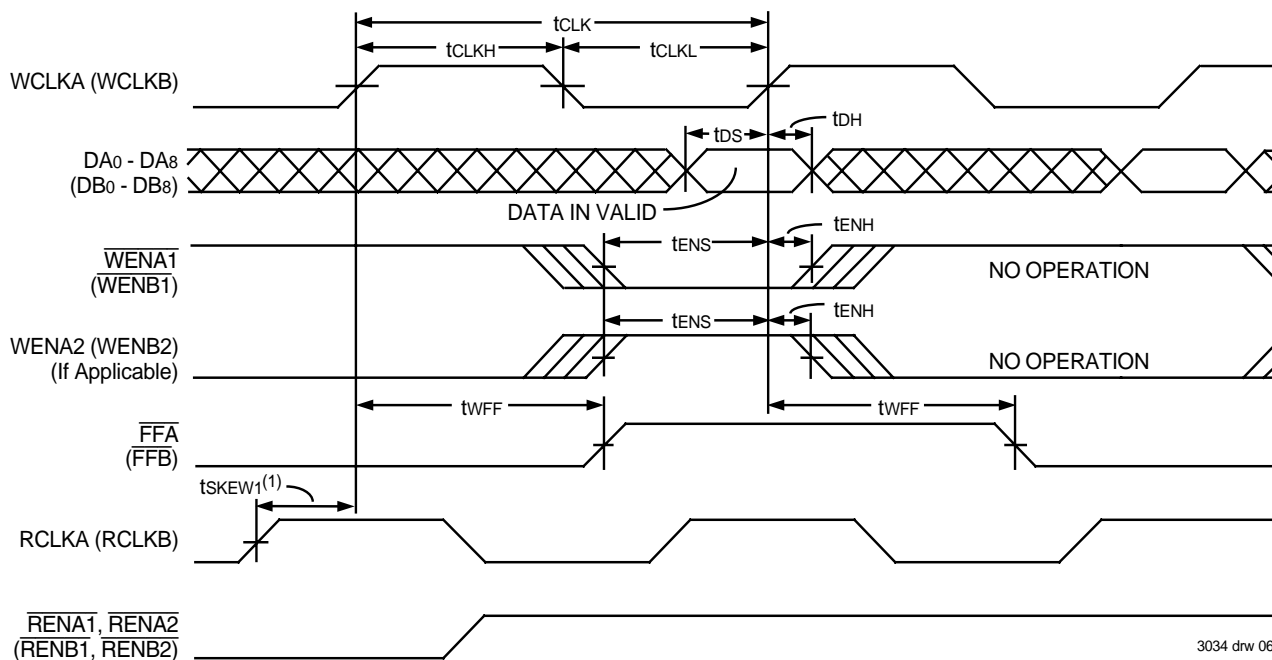 tCLK
tCLKH
tCLKL
WCLKA (WCLKB)
tDS
tDH
DA0 - DA8
(DB0 - DB8)
DATA IN VALID
tENS
tENH
WENA1
(WENB1)
NO OPERATION
tENS
tENH
WENA2 (WENB2)
(If Applicable)
NO OPERATION
tWFF
tWFF
FFA
(FFB)
tSKEW1(1)
RCLKA (RCLKB)
RENA1, RENA2
(RENB1, RENB2)
3034 drw 06